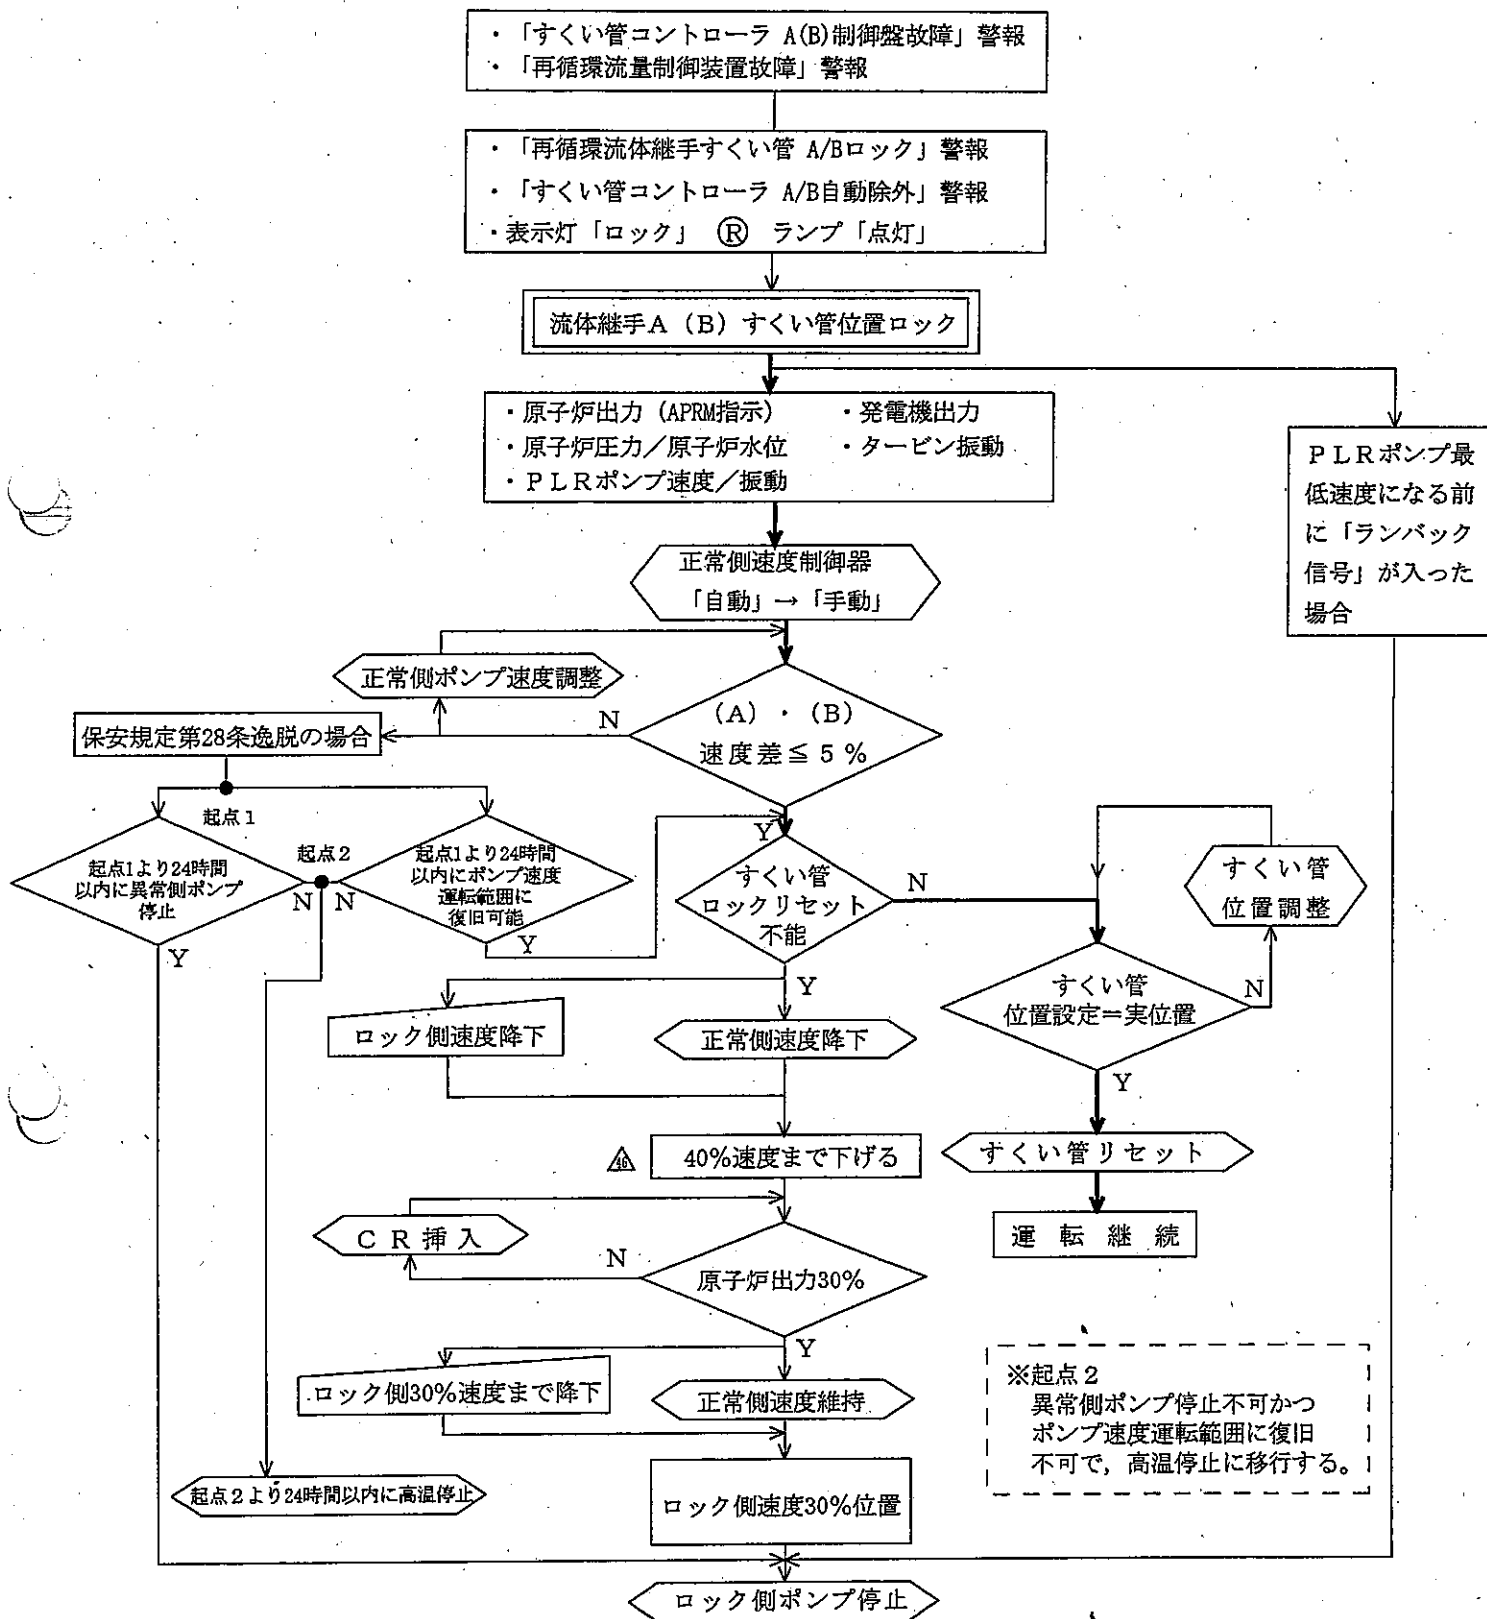 ・「すくい管コントローラ A(B)制御盤故障」警報
・「再循環流量制御装置故障」警報
・「再循環流体継手すくい管 A/Bロック」警報
・「すくい管コントローラ A/B自動除外」警報
・表示灯「ロック」 Ⓡ ランプ「点灯」
流体継手A（B）すくい管位置ロック
・原子炉出力（APRM指示） ・発電機出力
・原子炉圧力／原子炉水位 ・タービン振動
・PLRポンプ速度／振動
PLRポンプ最
低速度になる前
に「ランバック
信号」が入った
場合
正常側速度制御器
「自動」→「手動」
正常側ポンプ速度調整
(A)・(B)
速度差≦5％
N
保安規定第28条逸脱の場合
起点1
Y
起点1より24時間
以内に異常側ポンプ
停止
N
Y
起点2
起点1より24時間
以内にポンプ速度
運転範囲に
復旧可能
N
Y
すくい管
ロックリセット
不能
N
Y
すくい管
位置調整
すくい管
位置設定＝実位置
N
Y
ロック側速度降下
正常側速度降下
すくい管リセット
46
40%速度まで下げる
運転継続
CR挿入
N
原子炉出力30%
Y
ロック側30%速度まで降下
正常側速度維持
※起点2
異常側ポンプ停止不可かつ
ポンプ速度運転範囲に復旧
不可で，高温停止に移行する。
起点2より24時間以内に高温停止
ロック側速度30%位置
ロック側ポンプ停止